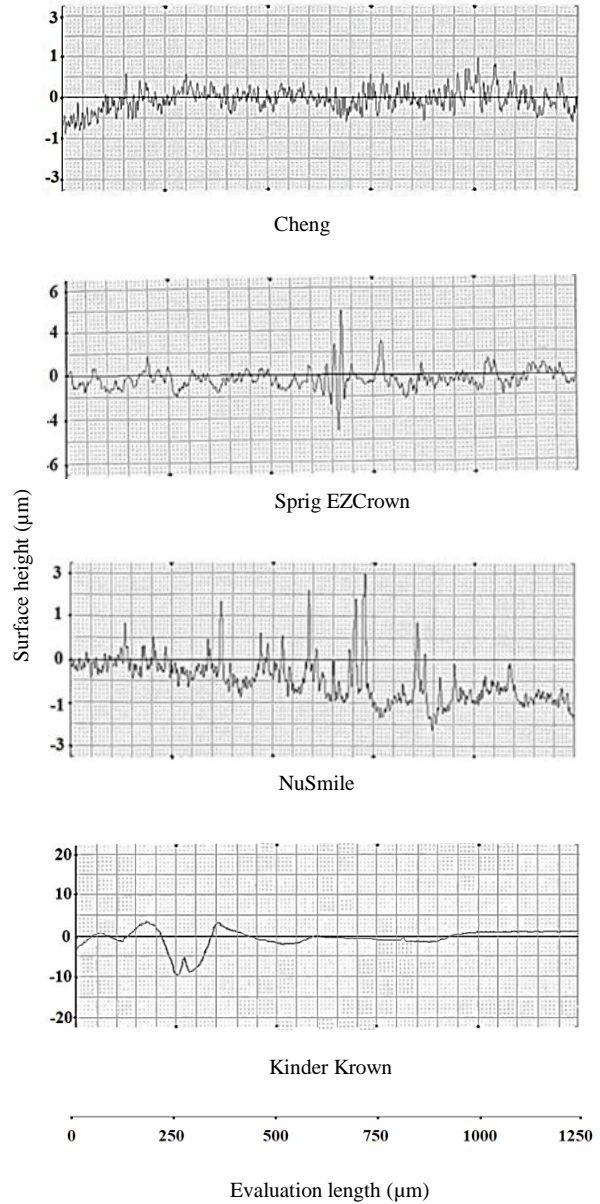 3
1
0
-1
-3
Cheng
6
4
0
-4
-6
Sprig EZCrown
Surface height (µm)
3
1
0
-1
-3
NuSmile
20
10
0
-10
-20
Kinder Krown
0 250 500 750 1000 1250
Evaluation length (µm)